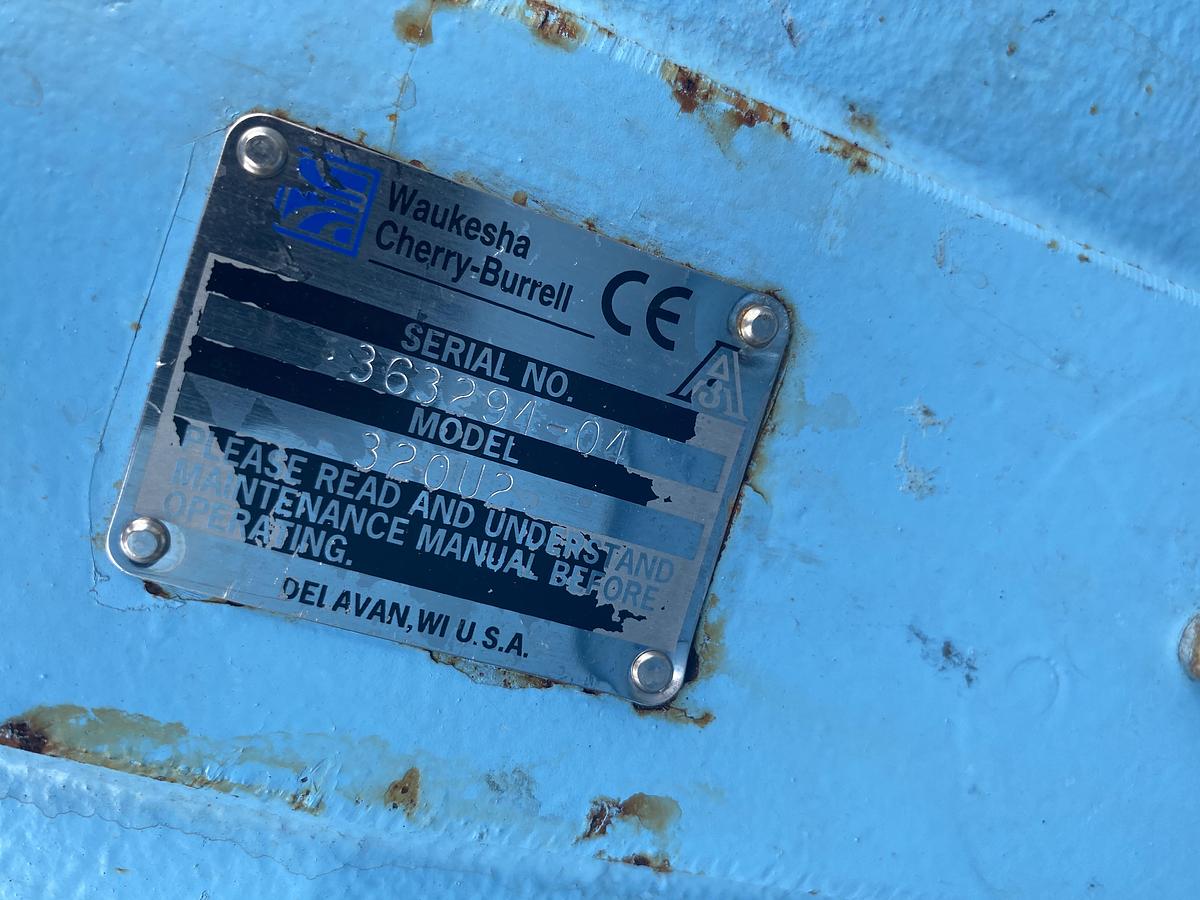 Waukesha
Cherry-Burrell
CE
A
3
SERIAL NO.
363294-04
MODEL
320U2
PLEASE READ AND UNDERSTAND
MAINTENANCE MANUAL BEFORE
OPERATING.
DELAVAN, WI U.S.A.